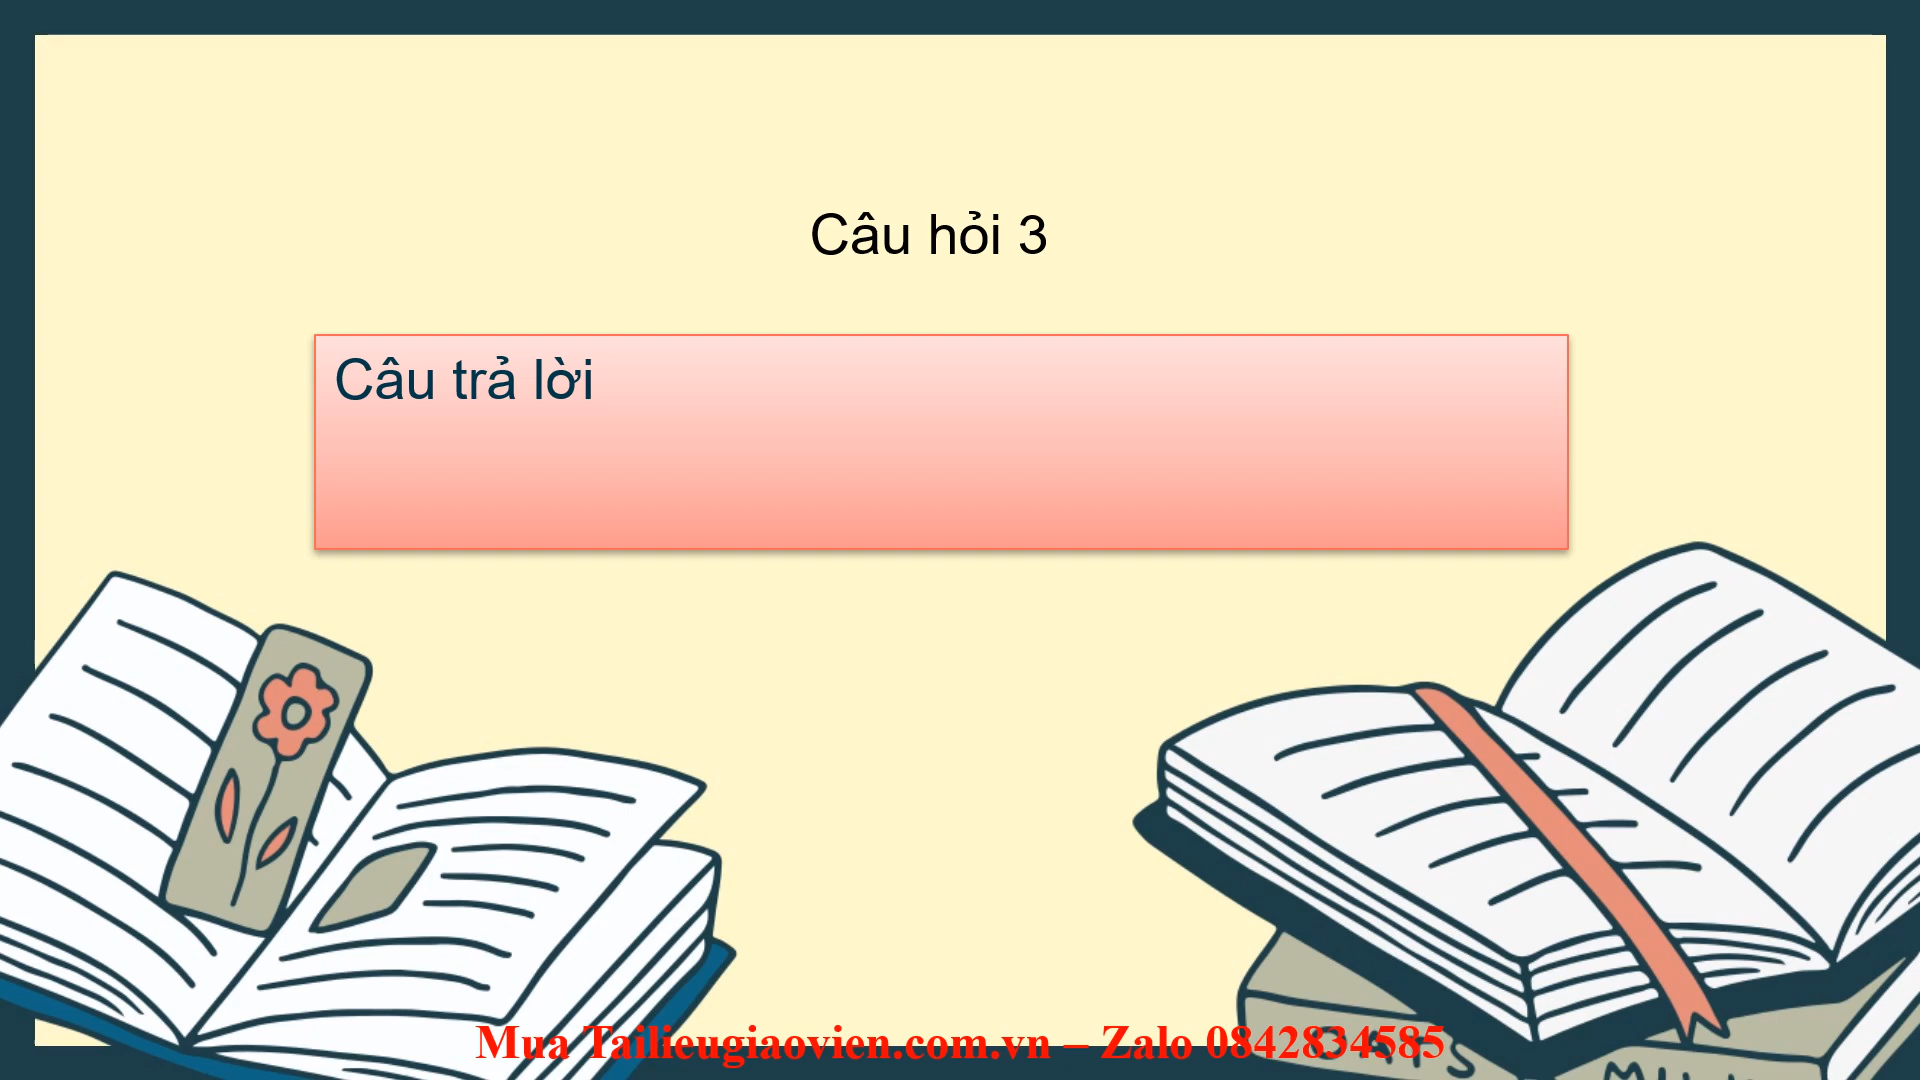 Câu hỏi 3
Câu trả lời
Mua Tailieugiaovien.com.vn – Zalo 0842834585